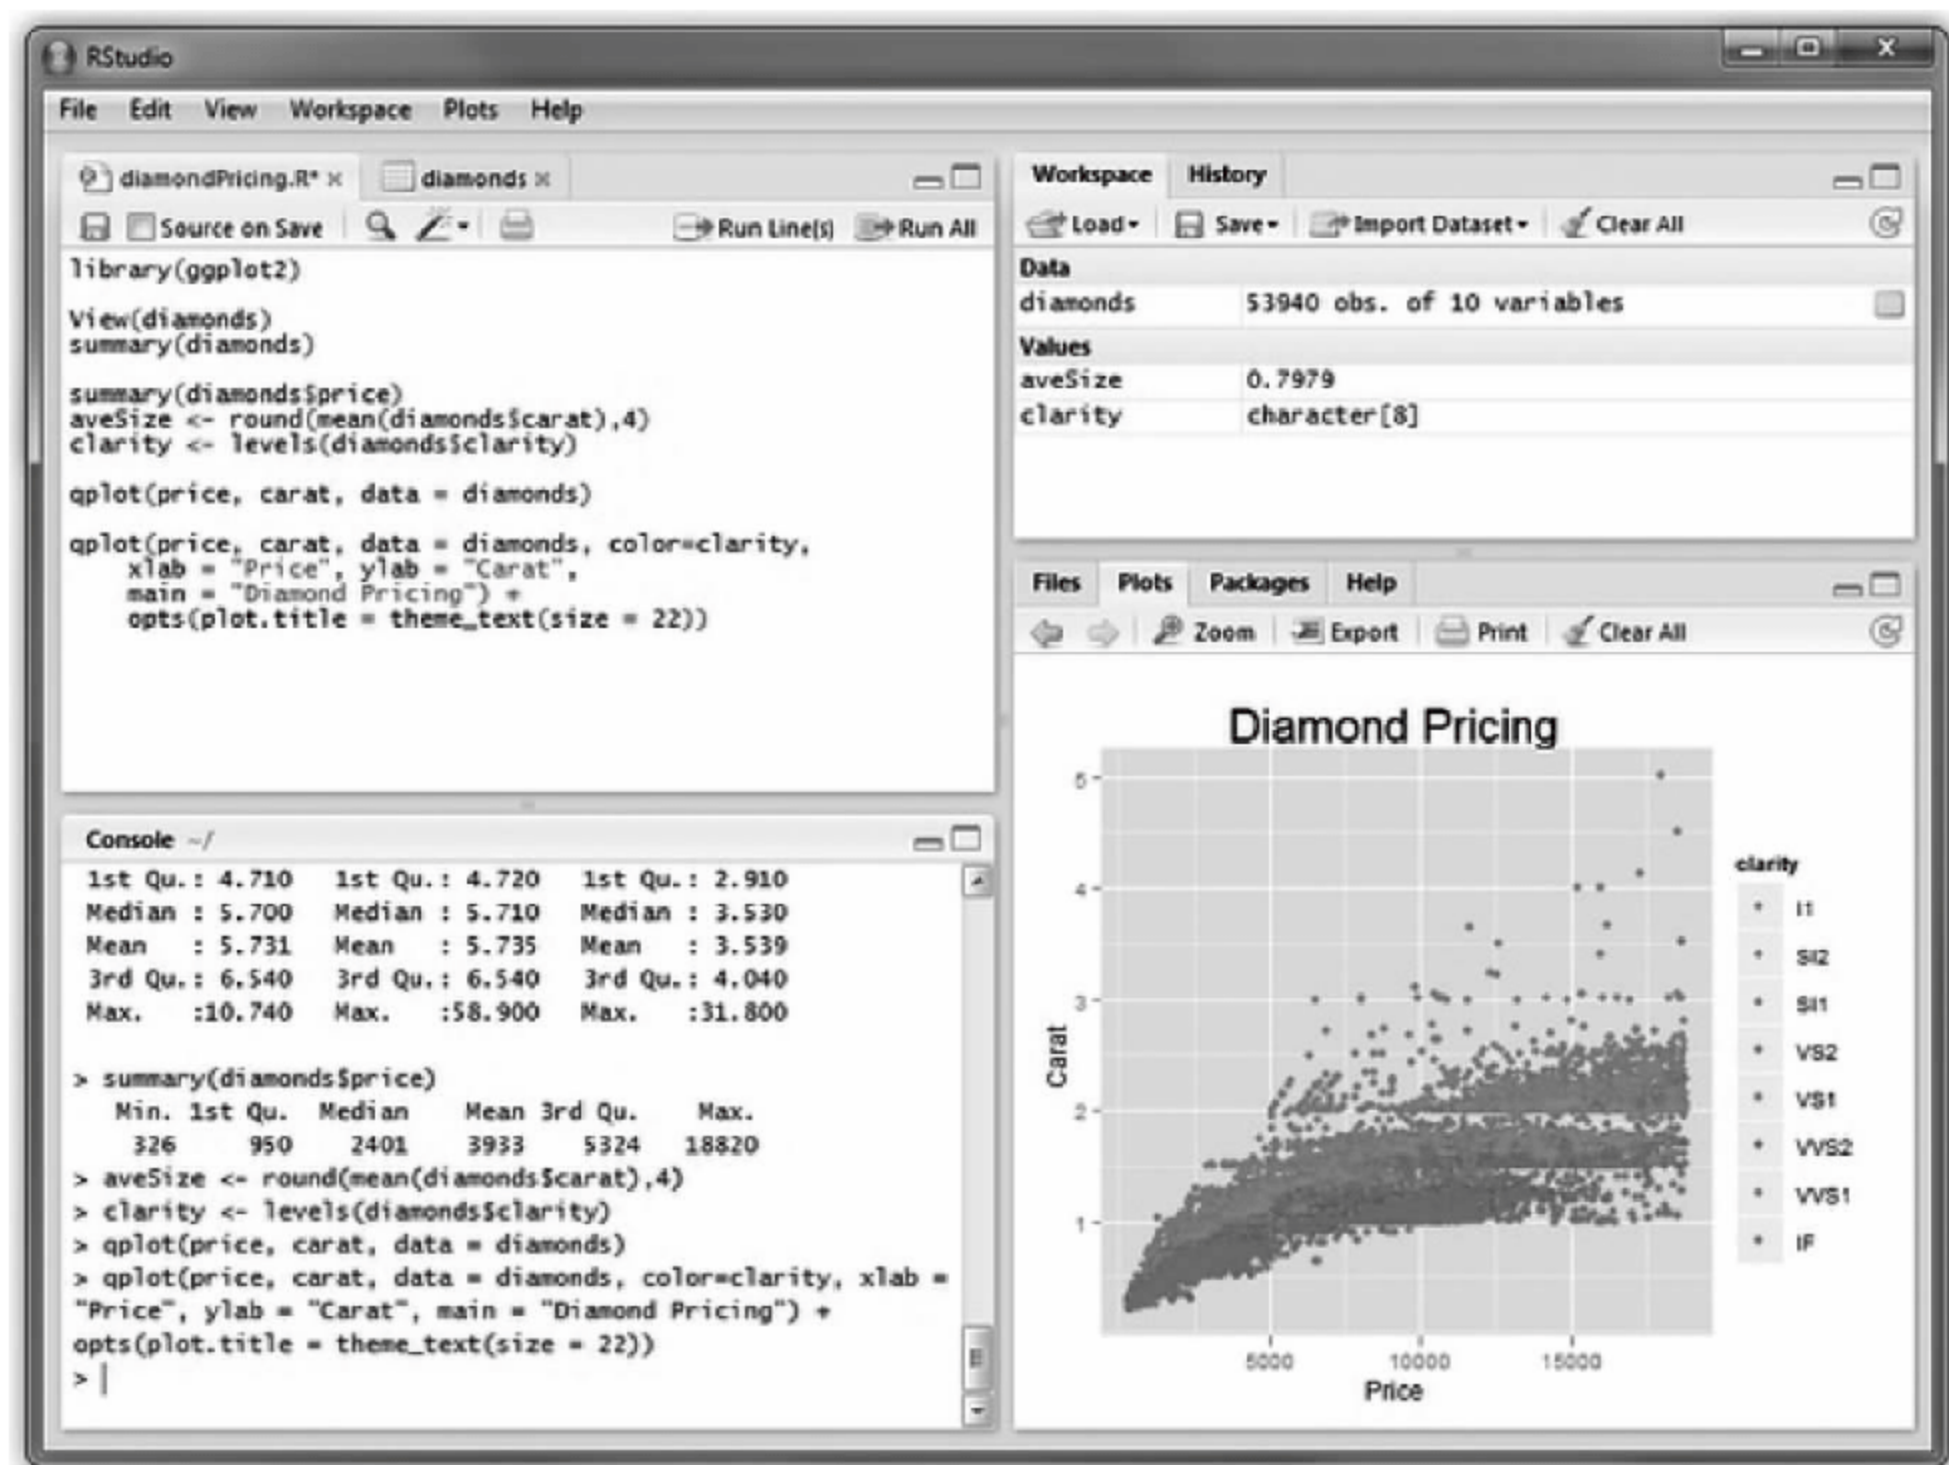 RStudio
File Edit View Workspace Plots Help
diamondPricing.R* × diamonds ×
Source on Save Run Line(s) Run All
library(ggplot2)
View(diamonds)
summary(diamonds)
summary(diamonds$price)
aveSize <- round(mean(diamonds$carat),4)
clarity <- levels(diamonds$clarity)
qplot(price, carat, data = diamonds)
qplot(price, carat, data = diamonds, color=clarity,
xlab = "Price", ylab = "Carat",
main = "Diamond Pricing") +
opts(plot.title = theme_text(size = 22))
Console ~/
1st Qu.: 4.710 1st Qu.: 4.720 1st Qu.: 2.910
Median : 5.700 Median : 5.710 Median : 3.530
Mean : 5.731 Mean : 5.735 Mean : 3.539
3rd Qu.: 6.540 3rd Qu.: 6.540 3rd Qu.: 4.040
Max. :10.740 Max. :58.900 Max. :31.800
> summary(diamonds$price)
Min. 1st Qu. Median Mean 3rd Qu. Max.
326 950 2401 3933 5324 18820
> aveSize <- round(mean(diamonds$carat),4)
> clarity <- levels(diamonds$clarity)
> qplot(price, carat, data = diamonds)
> qplot(price, carat, data = diamonds, color=clarity, xlab =
"Price", ylab = "Carat", main = "Diamond Pricing") +
opts(plot.title = theme_text(size = 22))
>
Workspace History
Load Save Import Dataset Clear All
Data
diamonds 53940 obs. of 10 variables
Values
aveSize 0.7979
clarity character[8]
Files Plots Packages Help
Zoom Export Print Clear All
Diamond Pricing
5
4
3
2
1
Carat
5000 10000 15000
Price
clarity
I1
SI2
SI1
VS2
VS1
VVS2
VVS1
IF